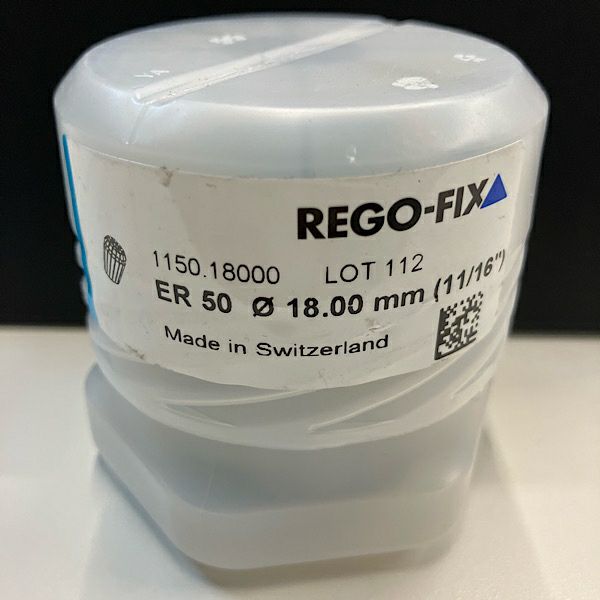 REGO-FIX
1150.18000 LOT 112
ER 50 Ø 18.00 mm (11/16")
Made in Switzerland